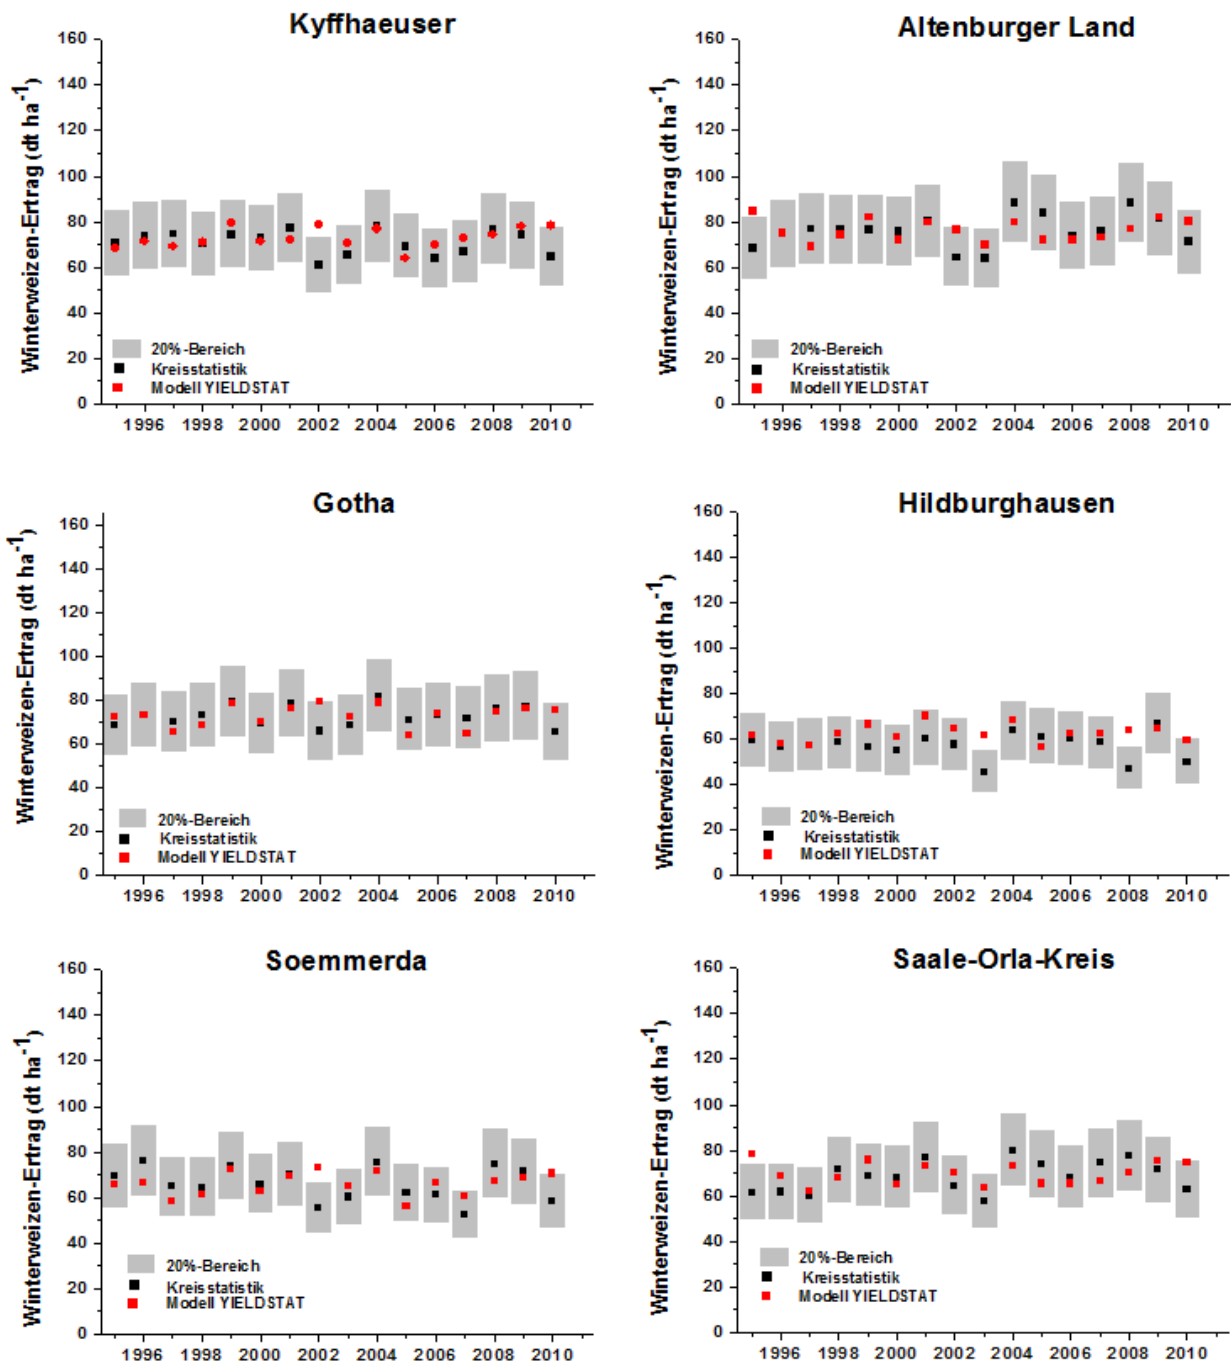 Kyffhaeuser
Winterweizen-Ertrag (dt ha⁻¹)
160
140
120
100
80
60
40
20
0
20%-Bereich
Kreisstatistik
Modell YIELDSTAT
1996 1998 2000 2002 2004 2006 2008 2010
Altenburger Land
Winterweizen-Ertrag (dt ha⁻¹)
160
140
120
100
80
60
40
20
0
20%-Bereich
Kreisstatistik
Modell YIELDSTAT
1996 1998 2000 2002 2004 2006 2008 2010
Gotha
Winterweizen-Ertrag (dt ha⁻¹)
160
140
120
100
80
60
40
20
0
20%-Bereich
Kreisstatistik
Modell YIELDSTAT
1996 1998 2000 2002 2004 2006 2008 2010
Hildburghausen
Winterweizen-Ertrag (dt ha⁻¹)
160
140
120
100
80
60
40
20
0
20%-Bereich
Kreisstatistik
Modell YIELDSTAT
1996 1998 2000 2002 2004 2006 2008 2010
Soemmerda
Winterweizen-Ertrag (dt ha⁻¹)
160
140
120
100
80
60
40
20
0
20%-Bereich
Kreisstatistik
Modell YIELDSTAT
1996 1998 2000 2002 2004 2006 2008 2010
Saale-Orla-Kreis
Winterweizen-Ertrag (dt ha⁻¹)
160
140
120
100
80
60
40
20
0
20%-Bereich
Kreisstatistik
Modell YIELDSTAT
1996 1998 2000 2002 2004 2006 2008 2010